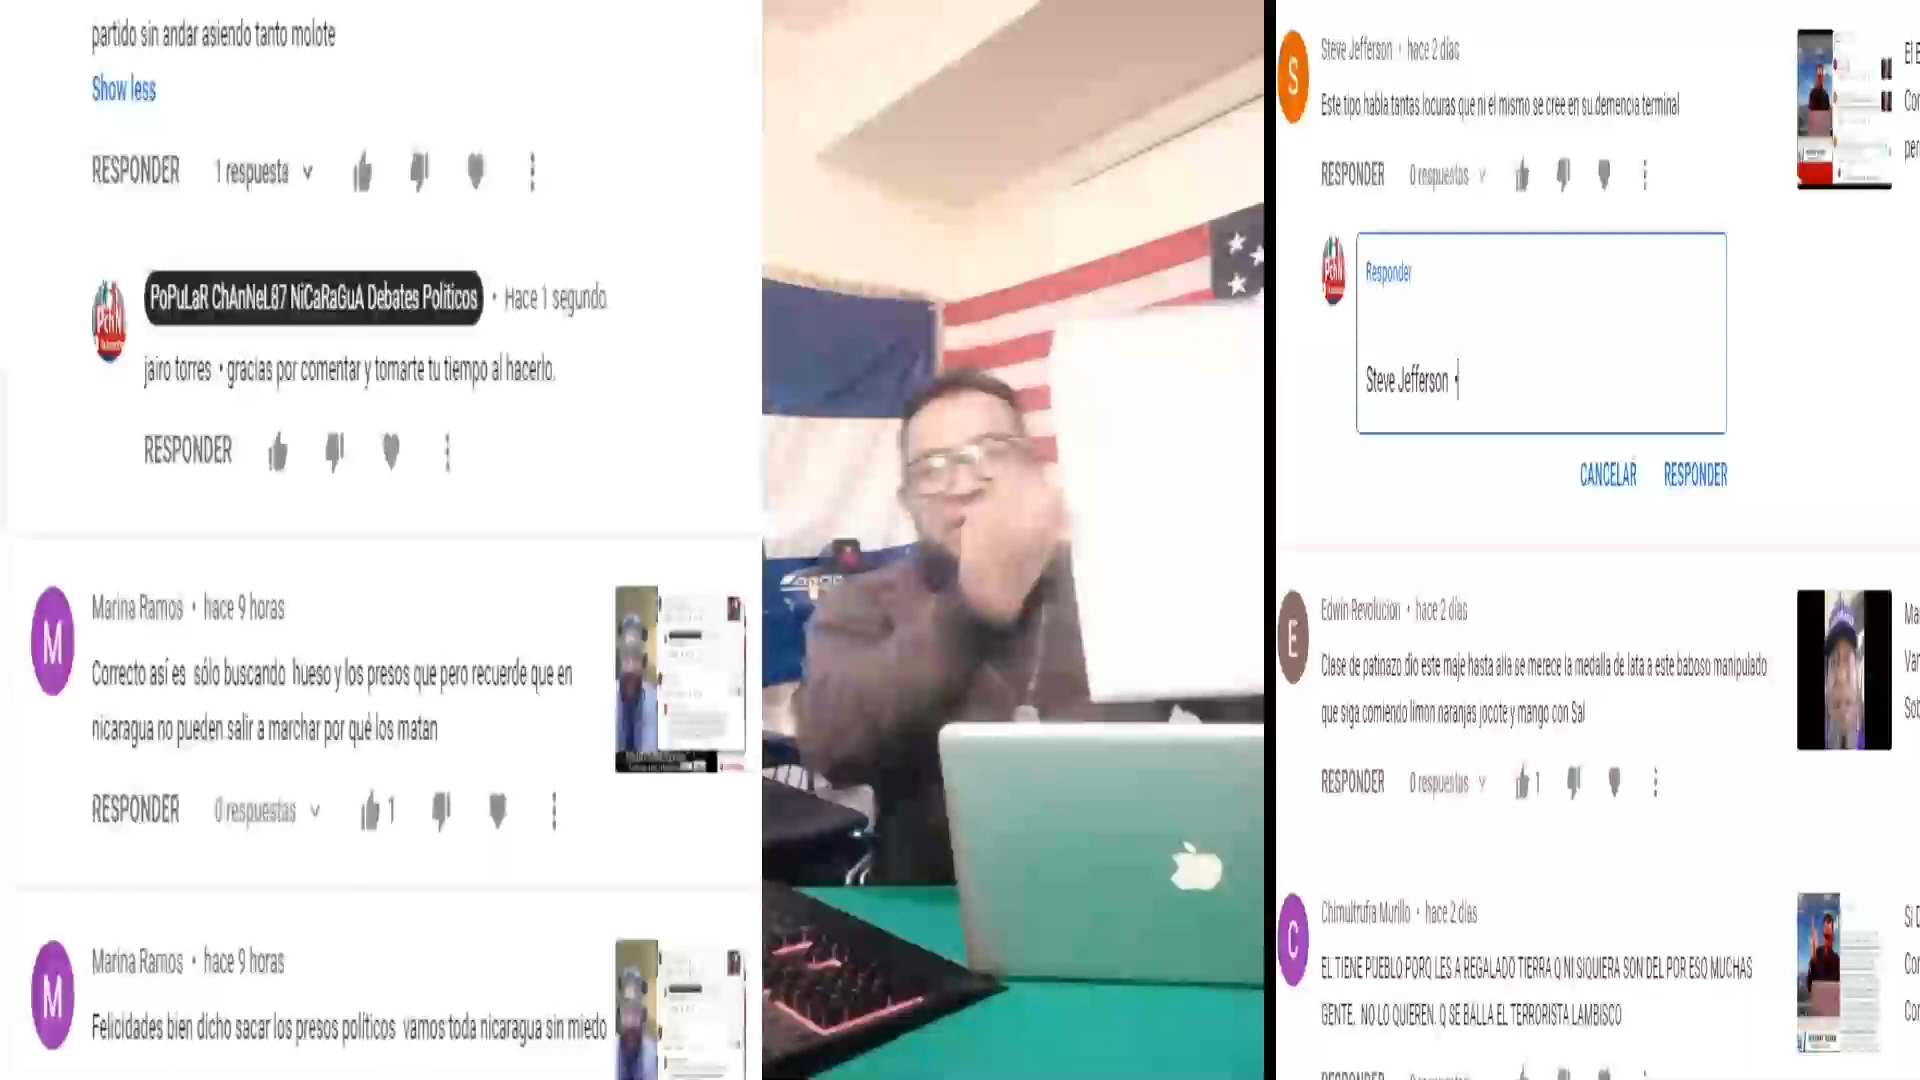 partido sin andar asiendo tanto molote
Show less
RESPONDER 1 respuesta
PoPuLaR ChAnNeL87 NiCaRaGuA Debates Politicos • Hace 1 segundo
jairo torres • gracias por comentar y tomarte tu tiempo al hacerlo.
RESPONDER
M
Marina Ramos • hace 9 horas
Correcto así es sólo buscando hueso y los presos que pero recuerde que en
nicaragua no pueden salir a marchar por qué los matan
RESPONDER 0 respuestas 1
M
Marina Ramos • hace 9 horas
Felicidades bien dicho sacar los presos políticos vamos toda nicaragua sin miedo
S
Steve Jefferson • hace 2 días
Este tipo habla tantas locuras que ni el mismo se cree en su demencia terminal
RESPONDER 0 respuestas
PchN
Responder
Steve Jefferson •
CANCELAR RESPONDER
E
Edwin Revolucion • hace 2 días
Clase de patinazo dio este maje hasta alla se merece la medalla de lata a este baboso manipulado
que siga comiendo limon naranjas jocote y mango con Sal
RESPONDER 0 respuestas 1
C
Chimultrufia Murillo • hace 2 días
EL TIENE PUEBLO PORQ LES A REGALADO TIERRA Q NI SIQUIERA SON DEL POR ESO MUCHAS
GENTE. NO LO QUIEREN. Q SE BALLA EL TERRORISTA LAMBISCO